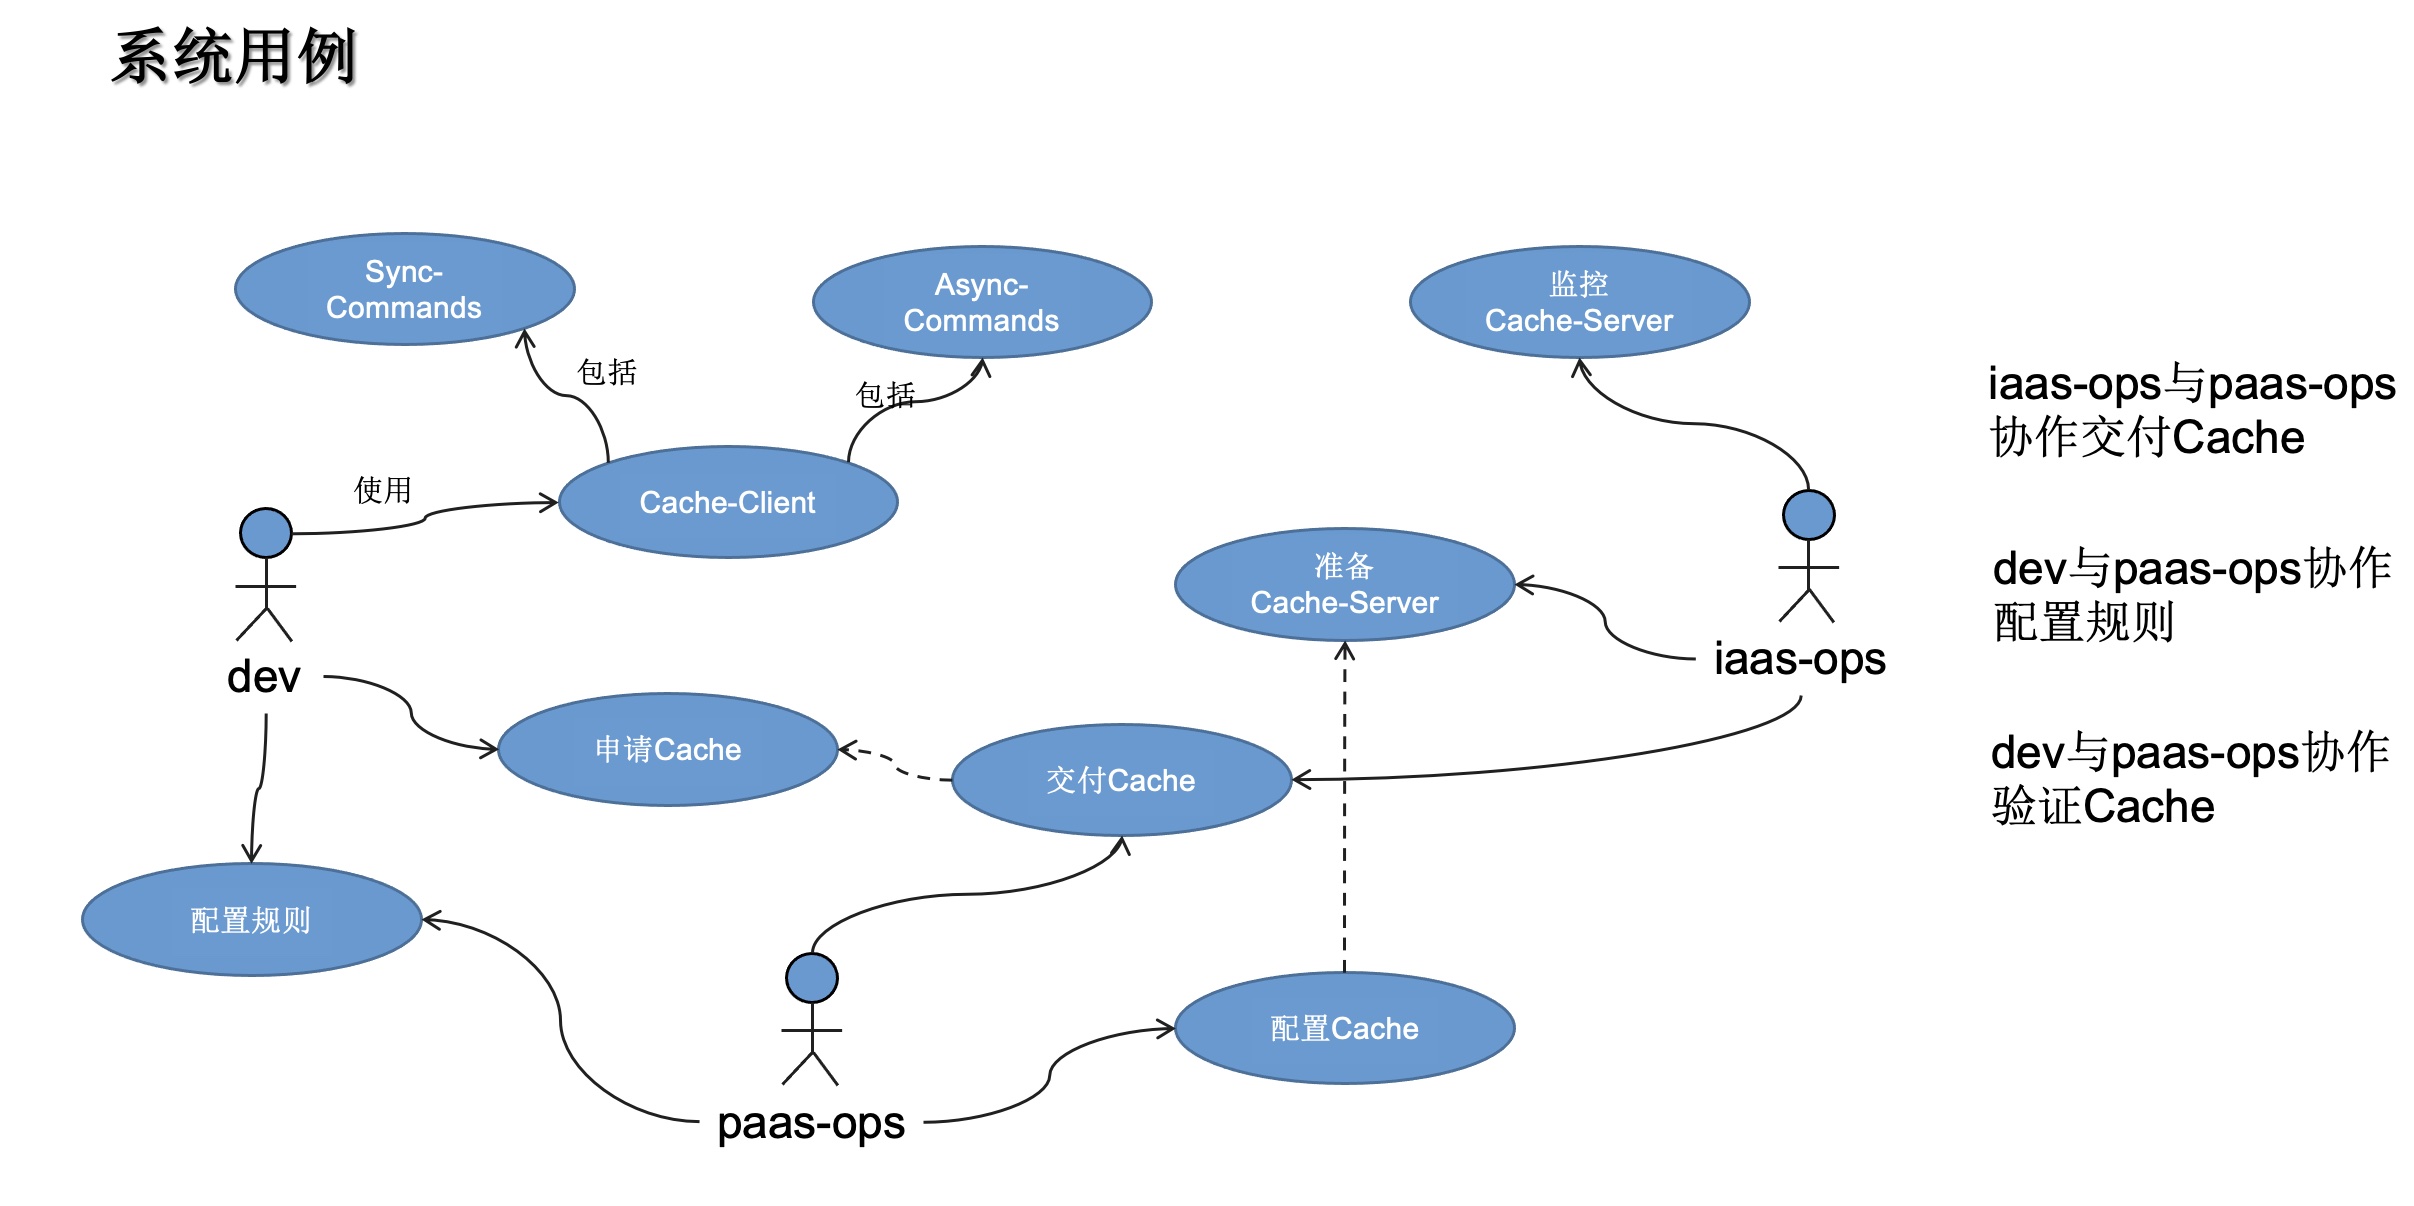 系统用例
Sync-
Commands
Async-
Commands
监控
Cache-Server
包括
包括
iaas-ops与paas-ops
协作交付Cache
使用
Cache-Client
准备
Cache-Server
dev与paas-ops协作
配置规则
dev
iaas-ops
申请Cache
交付Cache
dev与paas-ops协作
验证Cache
配置规则
配置Cache
paas-ops